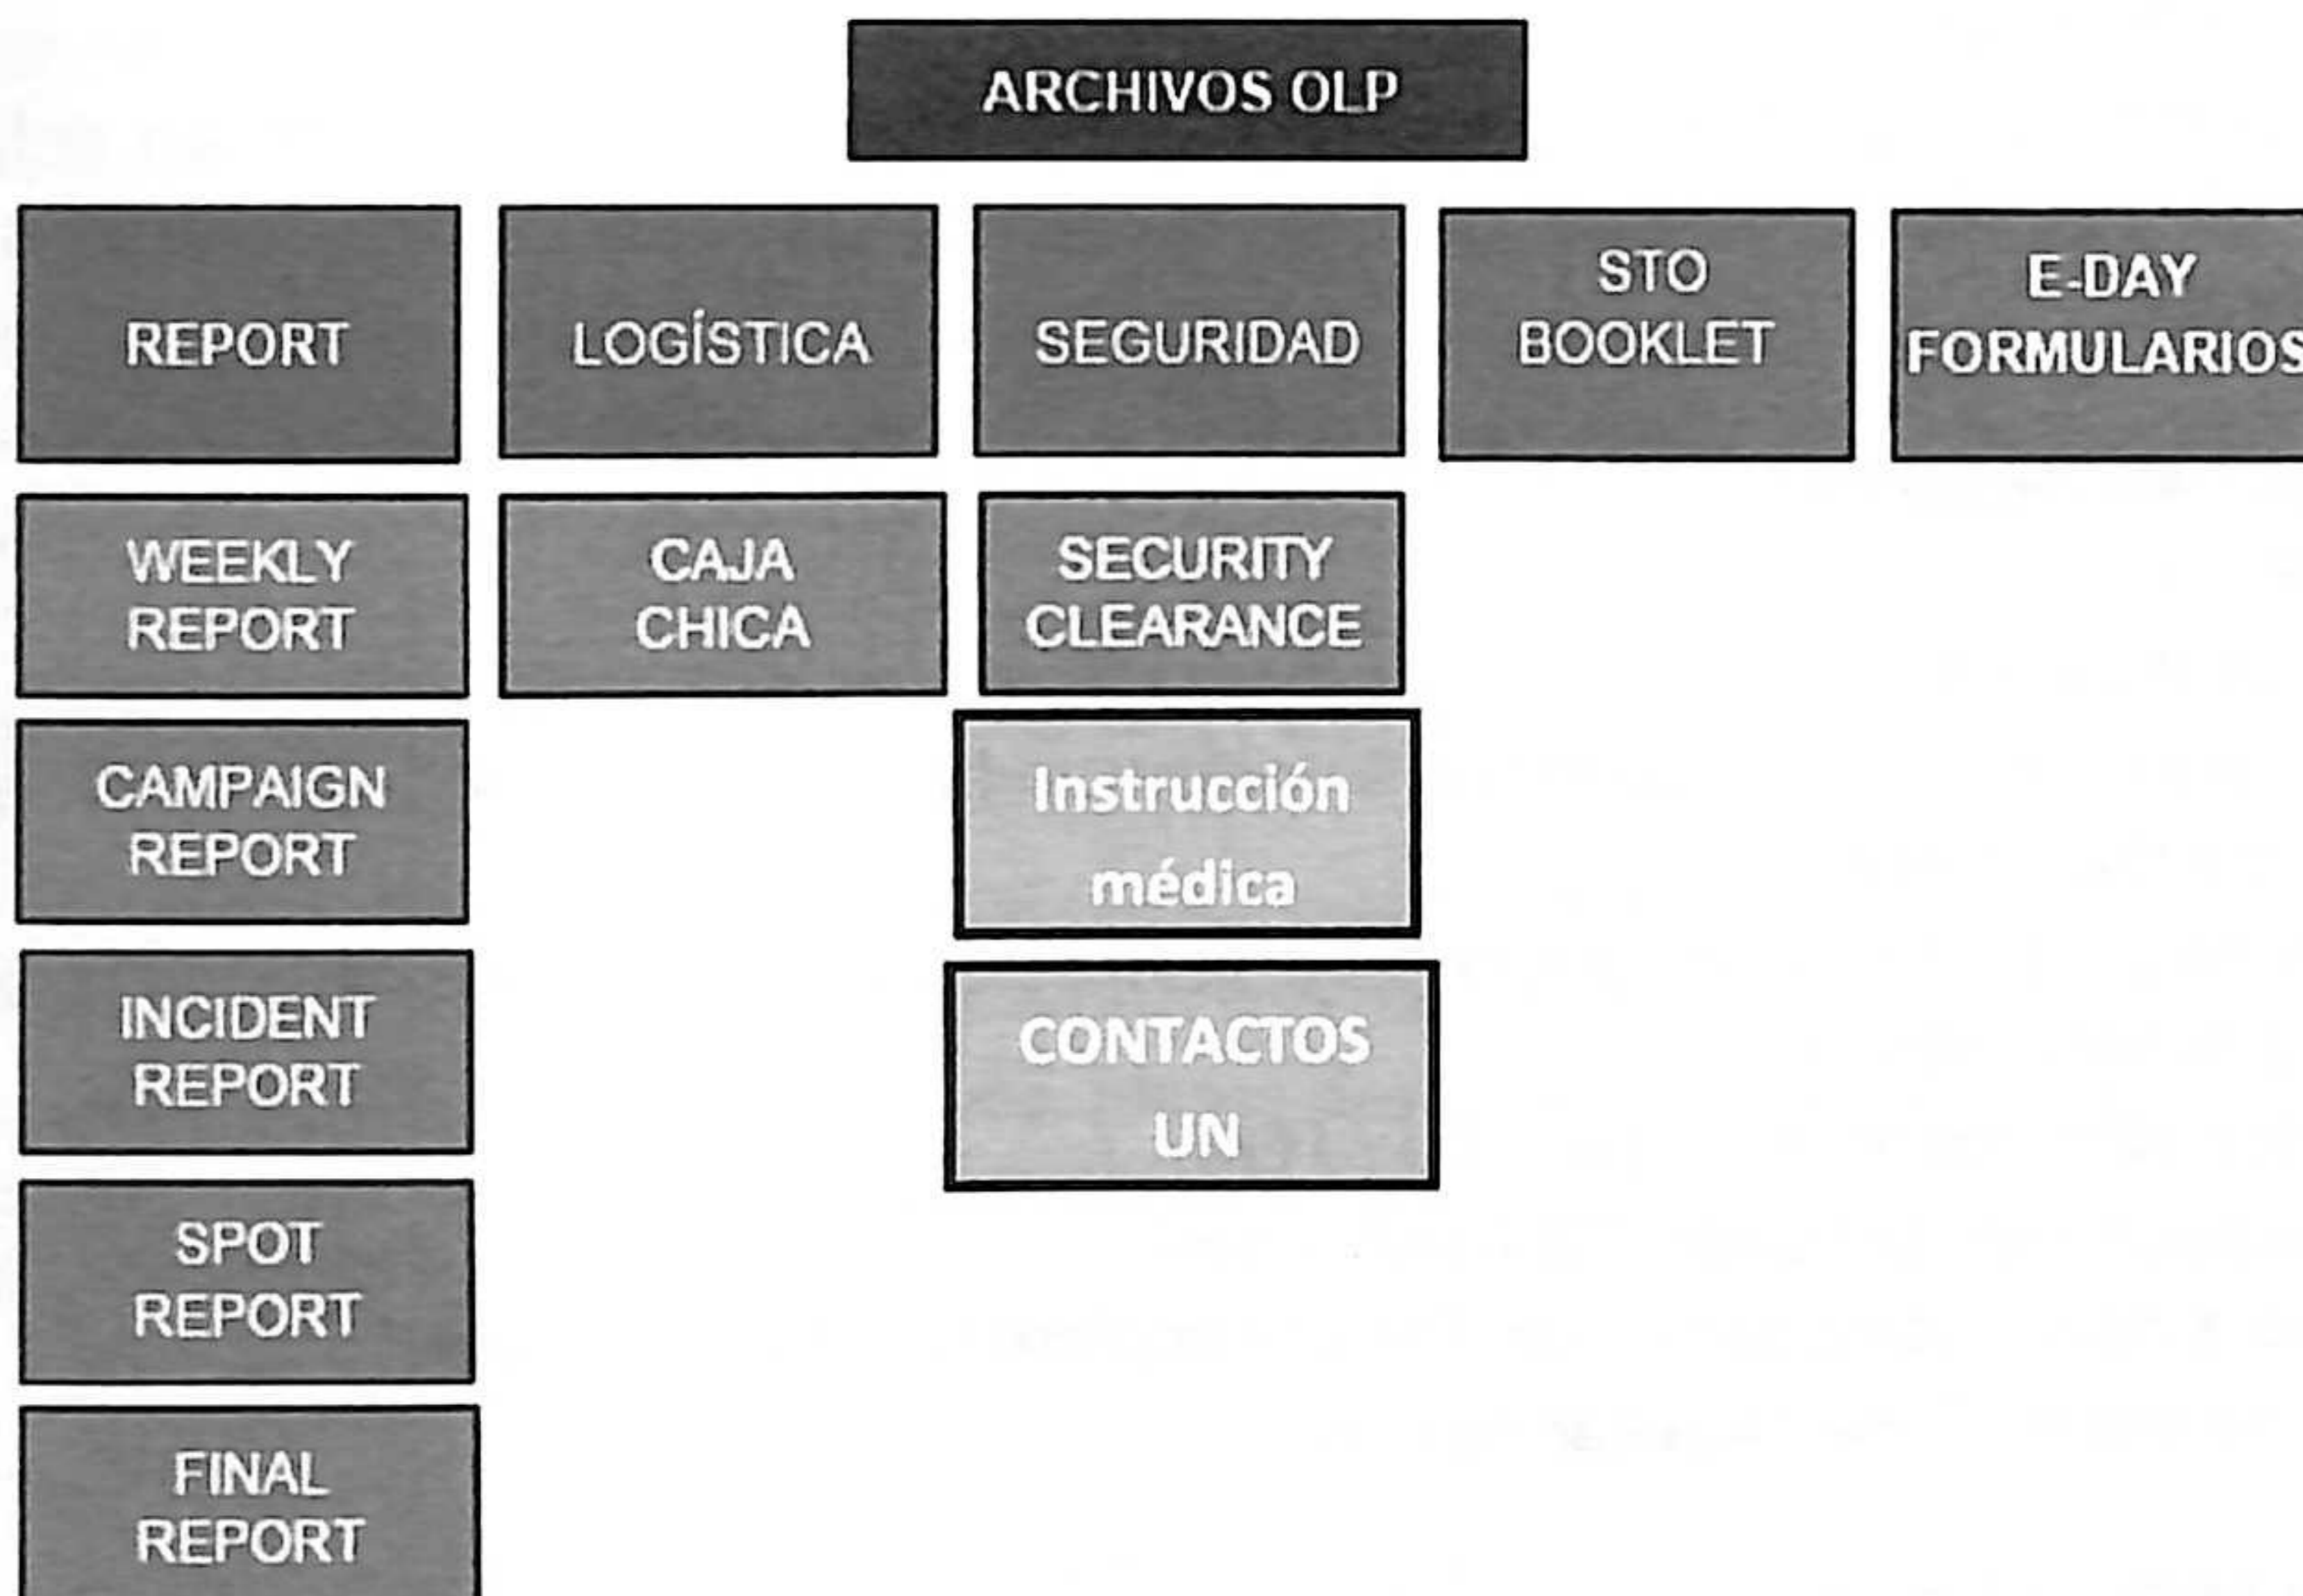 ARCHIVOS OLP
REPORT
LOGÍSTICA
SEGURIDAD
STO
BOOKLET
E-DAY
FORMULARIOS
WEEKLY
REPORT
CAJA
CHICA
SECURITY
CLEARANCE
CAMPAIGN
REPORT
Instrucción
médica
INCIDENT
REPORT
CONTACTOS
UN
SPOT
REPORT
FINAL
REPORT